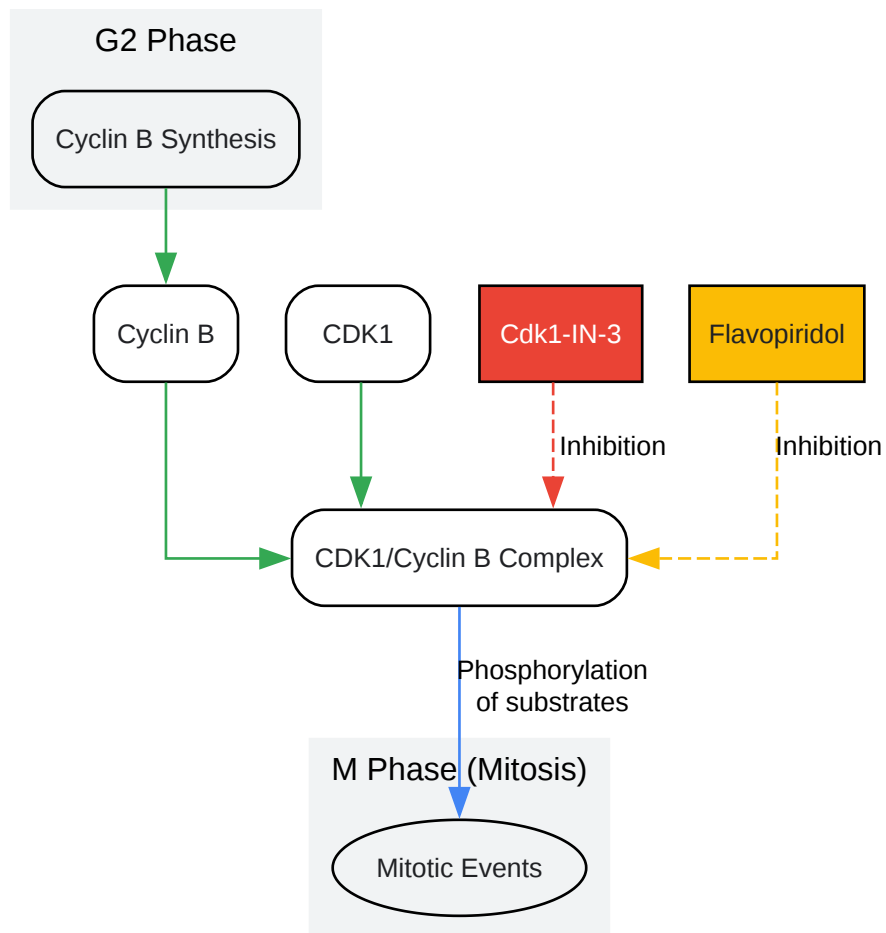 G2 Phase
Cyclin B Synthesis
Cyclin B
CDK1
Cdk1-IN-3
Flavopiridol
Inhibition
Inhibition
CDK1/Cyclin B Complex
Phosphorylation
of substrates
M Phase (Mitosis)
Mitotic Events